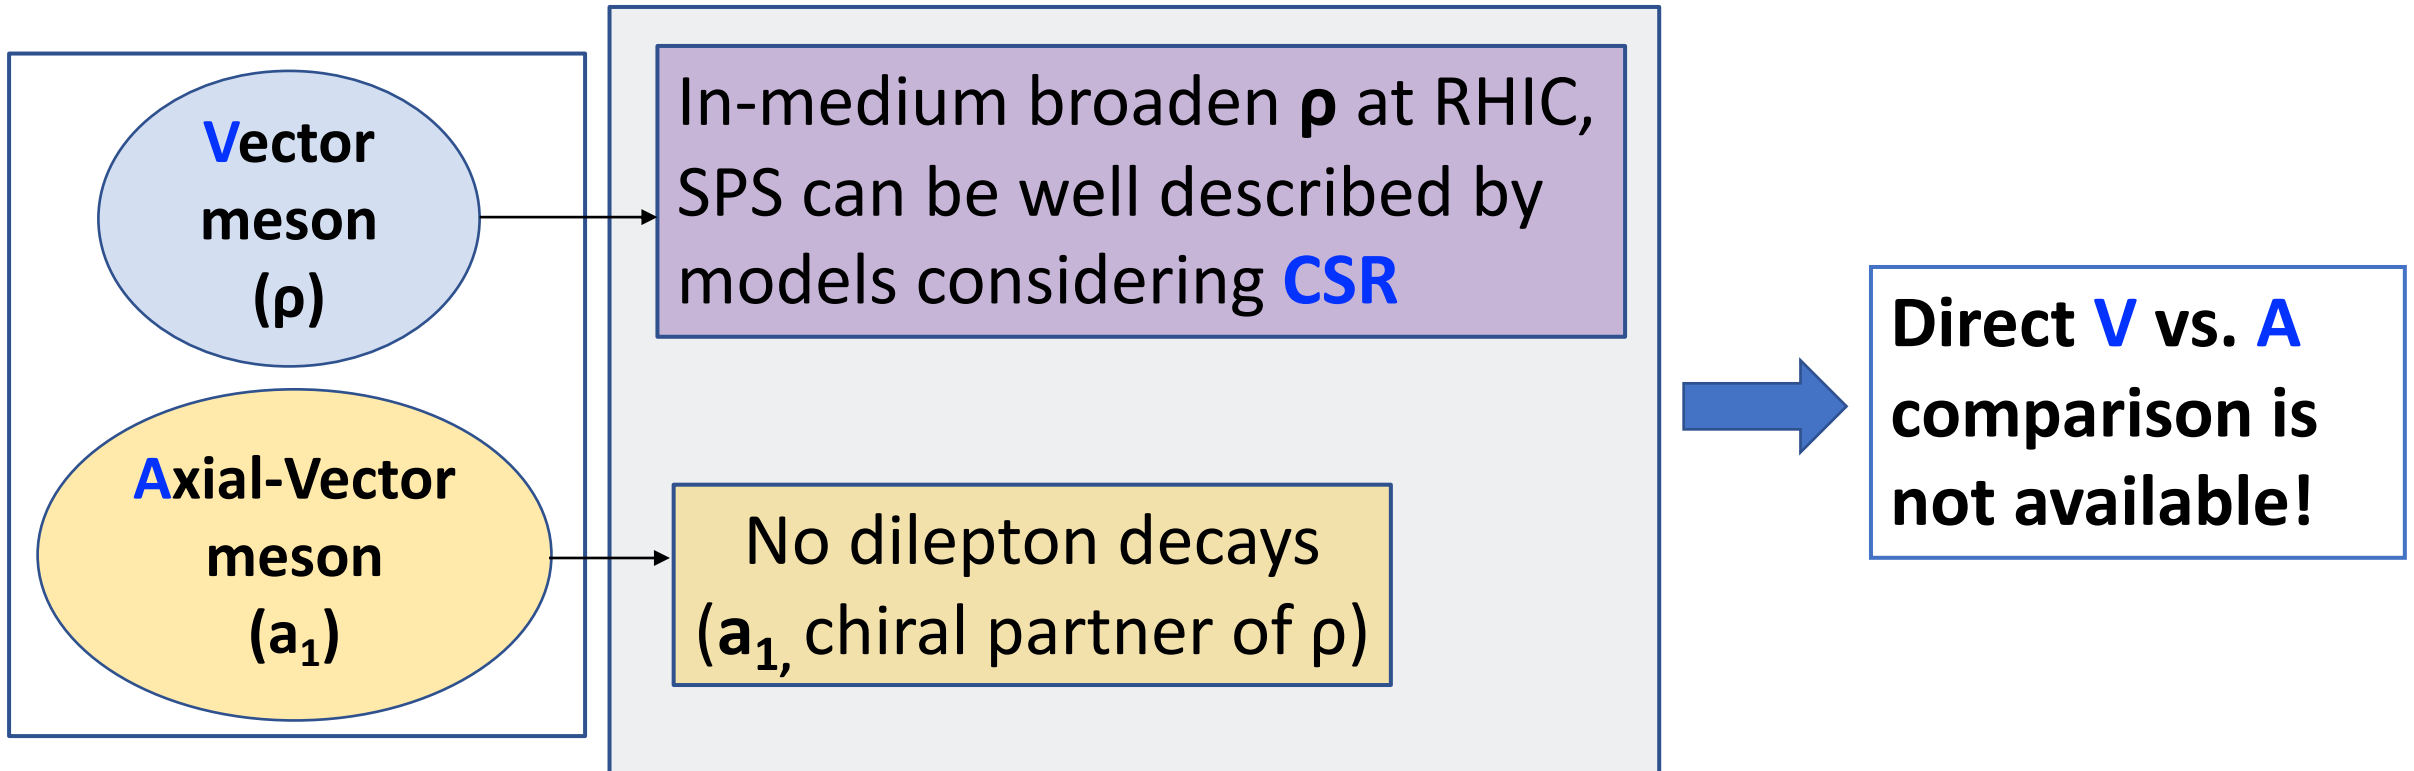 Vector
meson
(ρ)
In-medium broaden ρ at RHIC,
SPS can be well described by
models considering CSR
Axial-Vector
meson
(a₁)
No dilepton decays
(a₁, chiral partner of ρ)
Direct V vs. A
comparison is
not available!